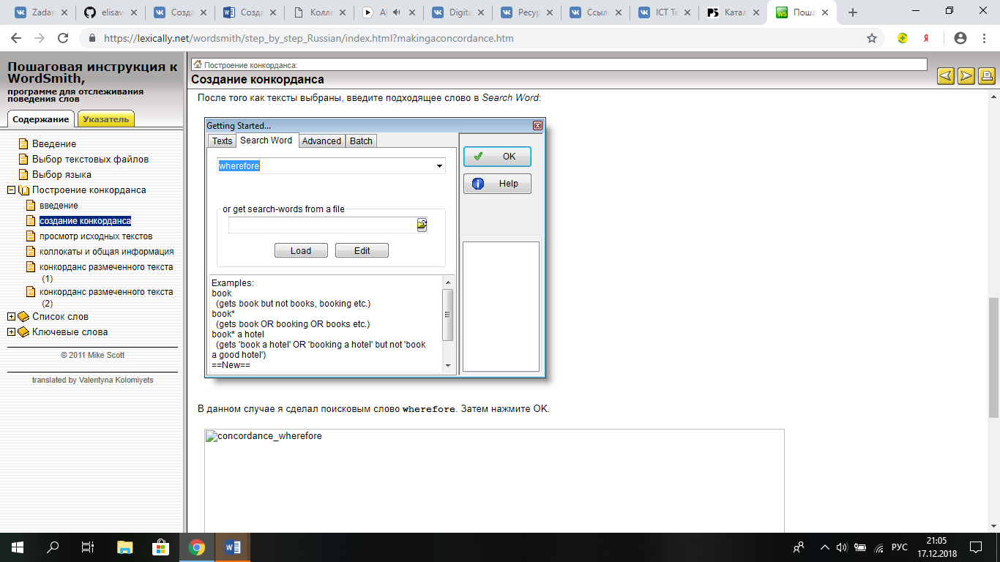 Zadan
elisave
Созда
Созда
Колле
Al
Digita
Ресур
Ссылк
ICT Te
P5 Катал
ws Поша
https://lexically.net/wordsmith/step_by_step_Russian/index.html?makingaconcordance.htm
Я
Пошаговая инструкция к
WordSmith,
программе для отслеживания
поведения слов
Содержание
Указатель
Введение
Выбор текстовых файлов
Выбор языка
Построение конкорданса
введение
создание конкорданса
просмотр исходных текстов
коллокаты и общая информация
конкорданс размеченного текста
(1)
конкорданс размеченного текста
(2)
Список слов
Ключевые слова
© 2011 Mike Scott
translated by Valentyna Kolomiyets
Построение конкорданса:
Создание конкорданса
После того как тексты выбраны, введите подходящее слово в Search Word:
Getting Started...
Texts Search Word Advanced Batch
wherefore
or get search-words from a file
Load Edit
Examples:
book
(gets book but not books, booking etc.)
book*
(gets book OR booking OR books etc.)
book* a hotel
(gets 'book a hotel' OR 'booking a hotel' but not 'book
a good hotel')
==New==
OK
Help
В данном случае я сделал поисковым слово wherefore. Затем нажмите OK.
concordance_wherefore
РУС
21:05
17.12.2018